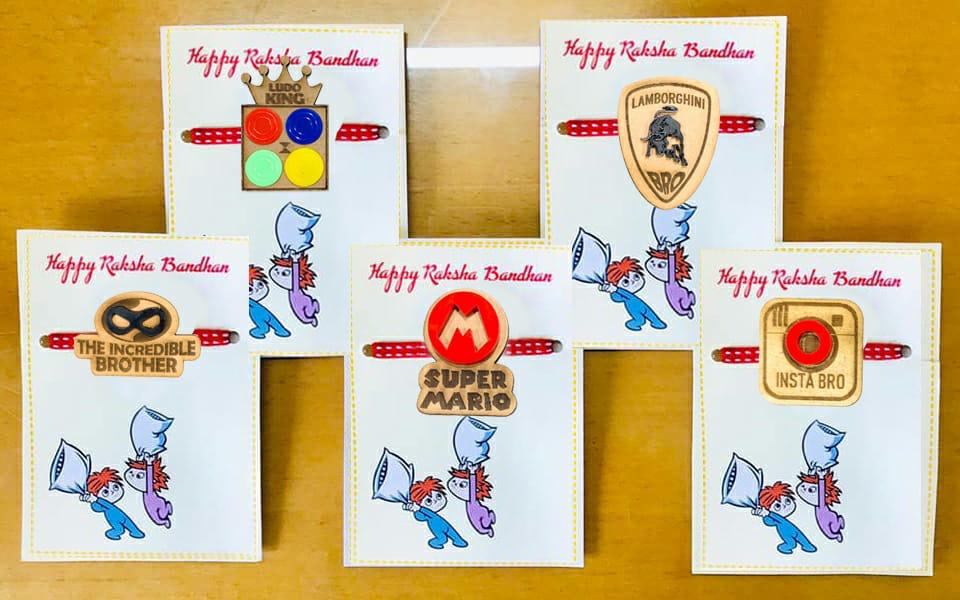 Happy Raksha Bandhan
LUDO
KING
Happy Raksha Bandhan
LAMBORGHINI
BRO
Happy Raksha Bandhan
THE INCREDIBLE
BROTHER
Happy Raksha Bandhan
M
SUPER
MARIO
Happy Raksha Bandhan
INSTA BRO